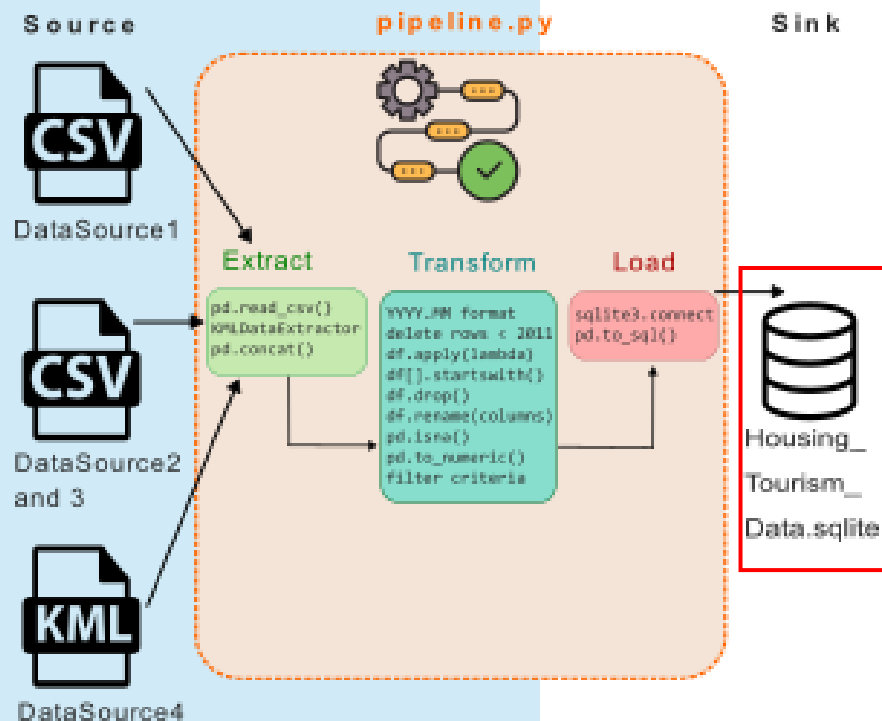 Source
pipeline.py
Sink
CSV
DataSource1
CSV
DataSource2
and 3
KML
DataSource4
Extract
pd.read_csv()
KMLDataExtractor
pd.concat()
Transform
YYYY.MM format
delete rows < 2011
df.apply(lambda)
df[].startswith()
df.drop()
df.rename(columns)
pd.isna()
pd.to_numeric()
filter criteria
Load
sqlite3.connect
pd.to_sql()
Housing_
Tourism_
Data.sqlite